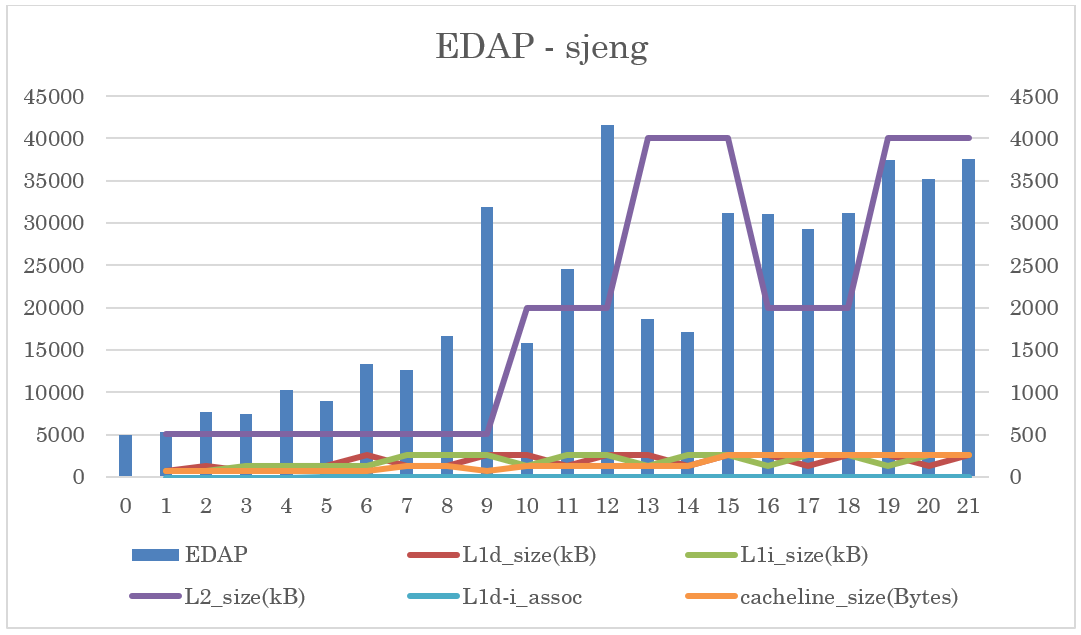 EDAP - sjeng
45000 4500
40000 4000
35000 3500
30000 3000
25000 2500
20000 2000
15000 1500
10000 1000
5000 500
0 0
0 1 2 3 4 5 6 7 8 9 10 11 12 13 14 15 16 17 18 19 20 21
EDAP L1d_size(kB) L1i_size(kB)
L2_size(kB) L1d-i_assoc cacheline_size(Bytes)